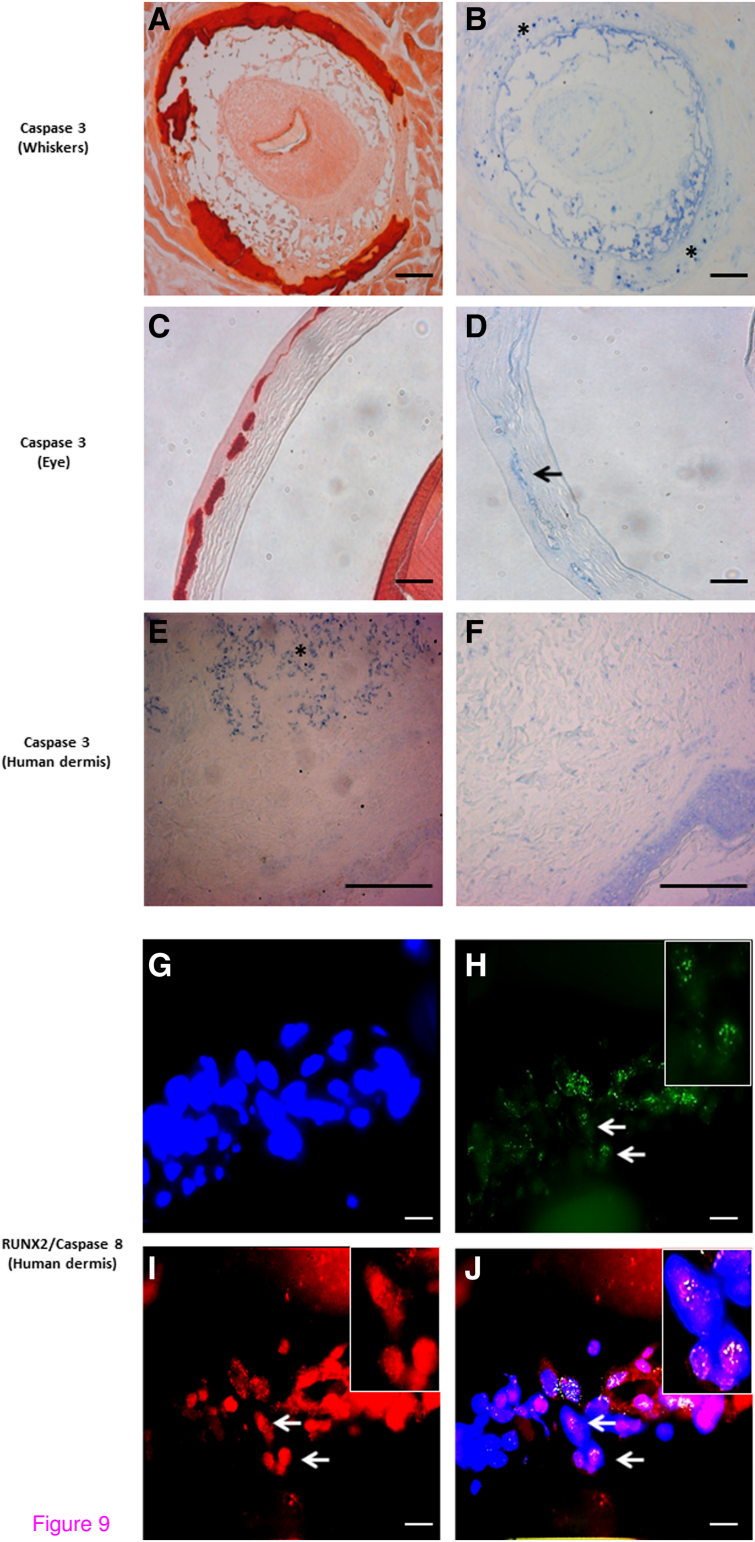 A
B
*
*
Caspase 3
(Whiskers)
C
D
Caspase 3
(Eye)
E
F
*
Caspase 3
(Human dermis)
G
H
RUNX2/Caspase 8
(Human dermis)
I
J
Figure 9